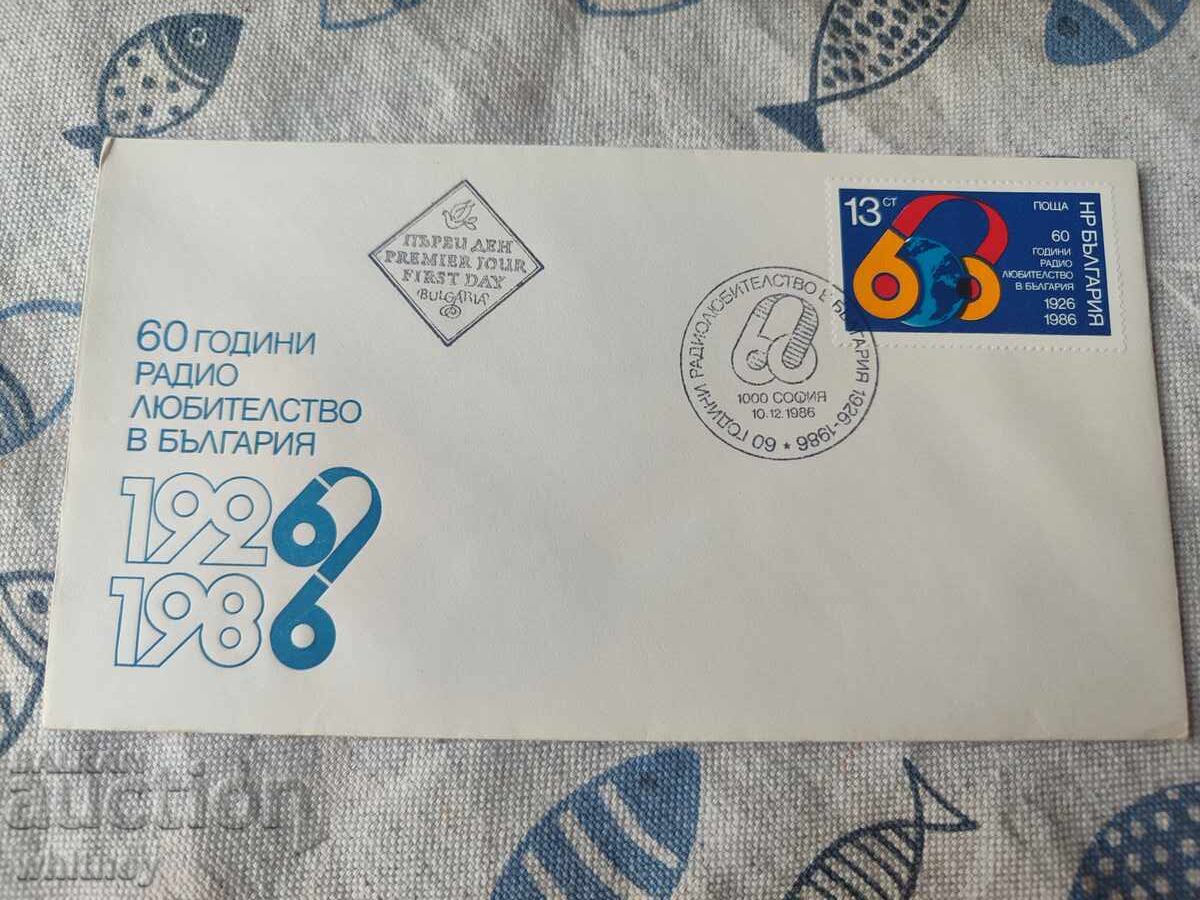 ПЪРВИ ДЕН
PREMIER JOUR
FIRST DAY
BULGARIA
60 ГОДИНИ
РАДИО
ЛЮБИТЕЛСТВО
В БЪЛГАРИЯ
1926
1986
60 ГОДИНИ РАДИОЛЮБИТЕЛСТВО В БЪЛГАРИЯ 1926-1986 *
1000 СОФИЯ
10.12.1986
13 СТ
ПОЩА
60
ГОДИНИ
РАДИО
ЛЮБИТЕЛСТВО
В БЪЛГАРИЯ
1926
1986
НР БЪЛГАРИЯ
BALKAN
auction
whithoy